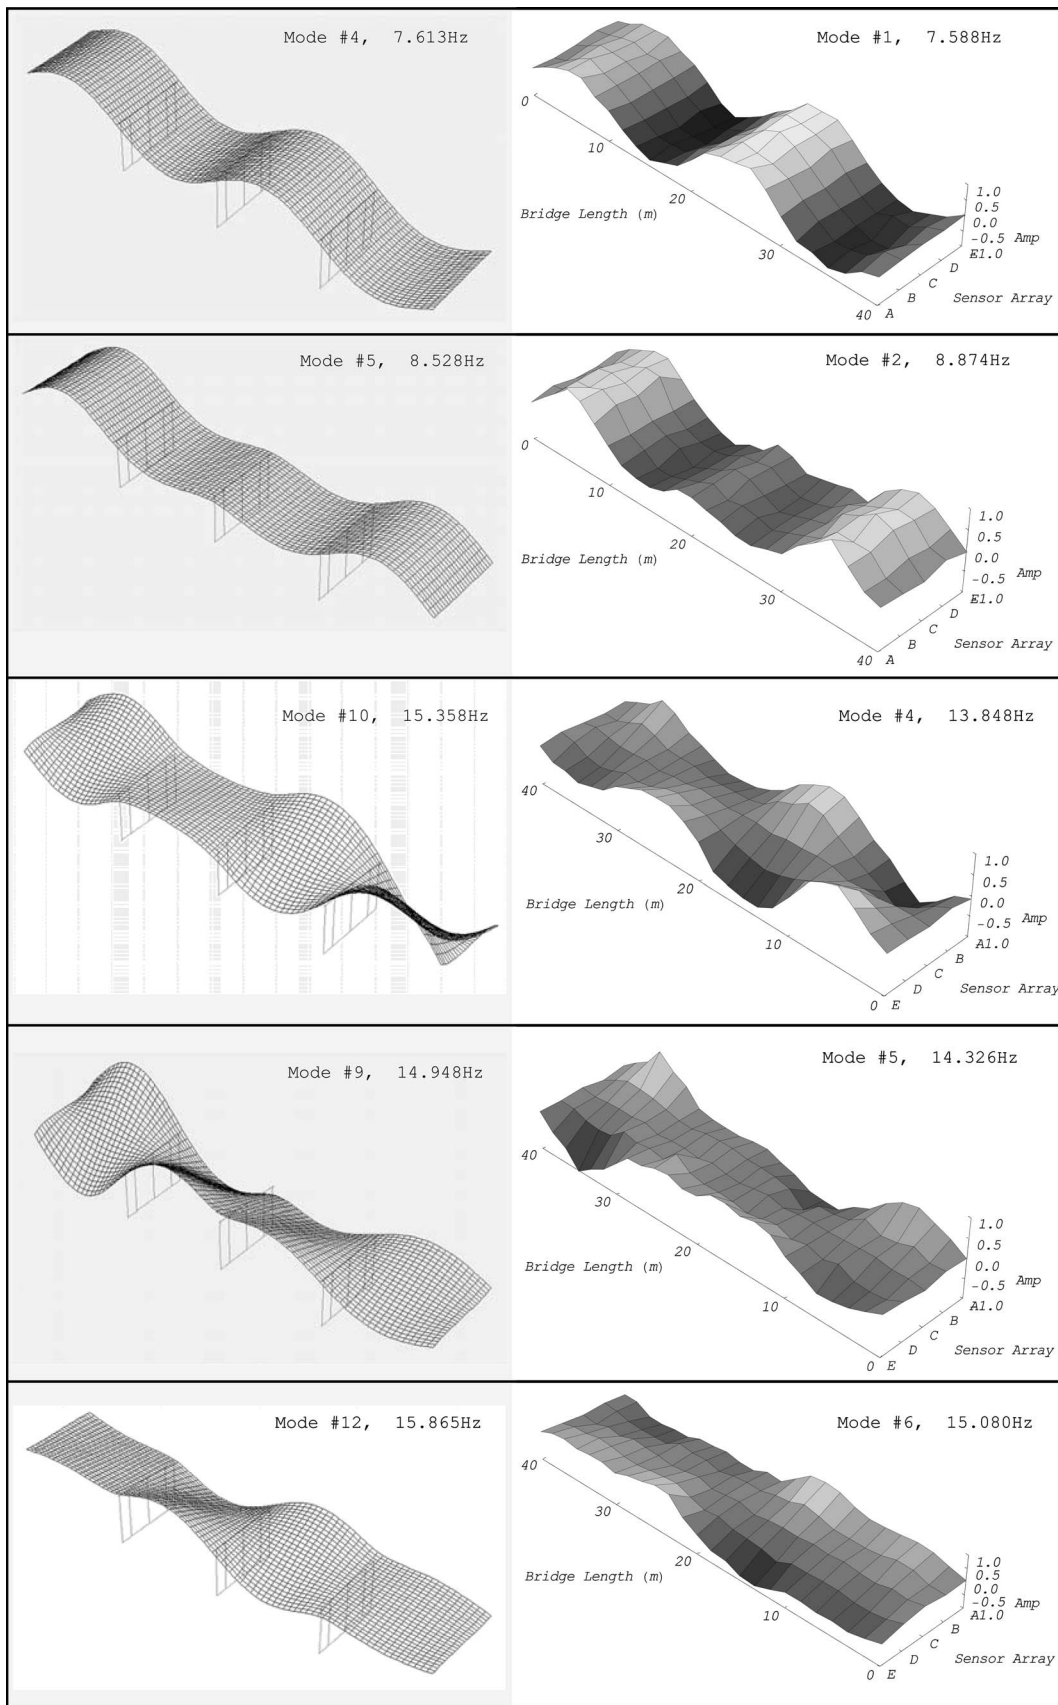 Mode #4, 7.613Hz
Mode #1, 7.588Hz
0
10
20
Bridge Length (m)
30
40
1.0
0.5
0.0
-0.5 Amp
E1.0
D
C
B
A
Sensor Array
Mode #5, 8.528Hz
Mode #2, 8.874Hz
0
10
20
Bridge Length (m)
30
40
1.0
0.5
0.0
-0.5 Amp
E1.0
D
C
B
A
Sensor Array
Mode #10, 15.358Hz
Mode #4, 13.848Hz
40
30
20
Bridge Length (m)
10
0
1.0
0.5
0.0
-0.5 Amp
A1.0
B
C
D
E
Sensor Array
Mode #9, 14.948Hz
Mode #5, 14.326Hz
40
30
20
Bridge Length (m)
10
0
1.0
0.5
0.0
-0.5 Amp
A1.0
B
C
D
E
Sensor Array
Mode #12, 15.865Hz
Mode #6, 15.080Hz
40
30
20
Bridge Length (m)
10
0
1.0
0.5
0.0
-0.5 Amp
A1.0
B
C
D
E
Sensor Array